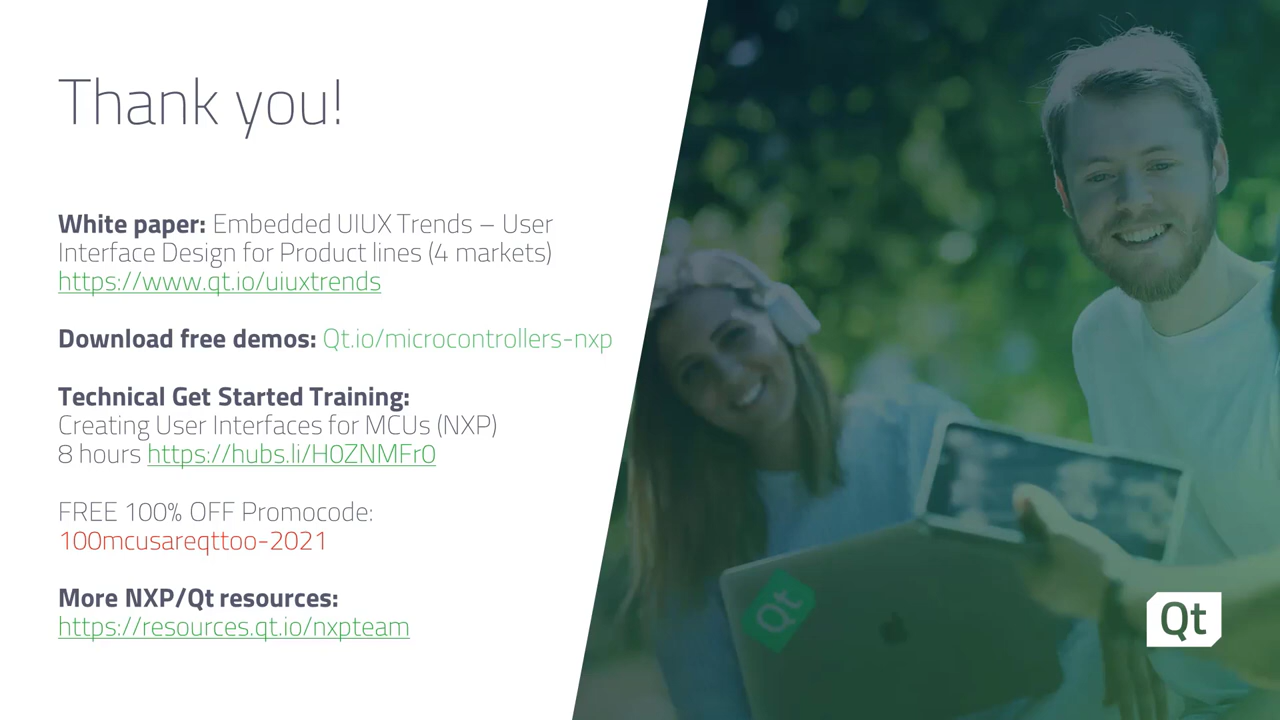 Thank you!
White paper: Embedded UIUX Trends – User
Interface Design for Product lines (4 markets)
https://www.qt.io/uiuxtrends
Download free demos: Qt.io/microcontrollers-nxp
Technical Get Started Training:
Creating User Interfaces for MCUs (NXP)
8 hours https://hubs.li/H0ZNMFr0
FREE 100% OFF Promocode:
100mcusareqttoo-2021
More NXP/Qt resources:
https://resources.qt.io/nxpteam
Qt
Qt